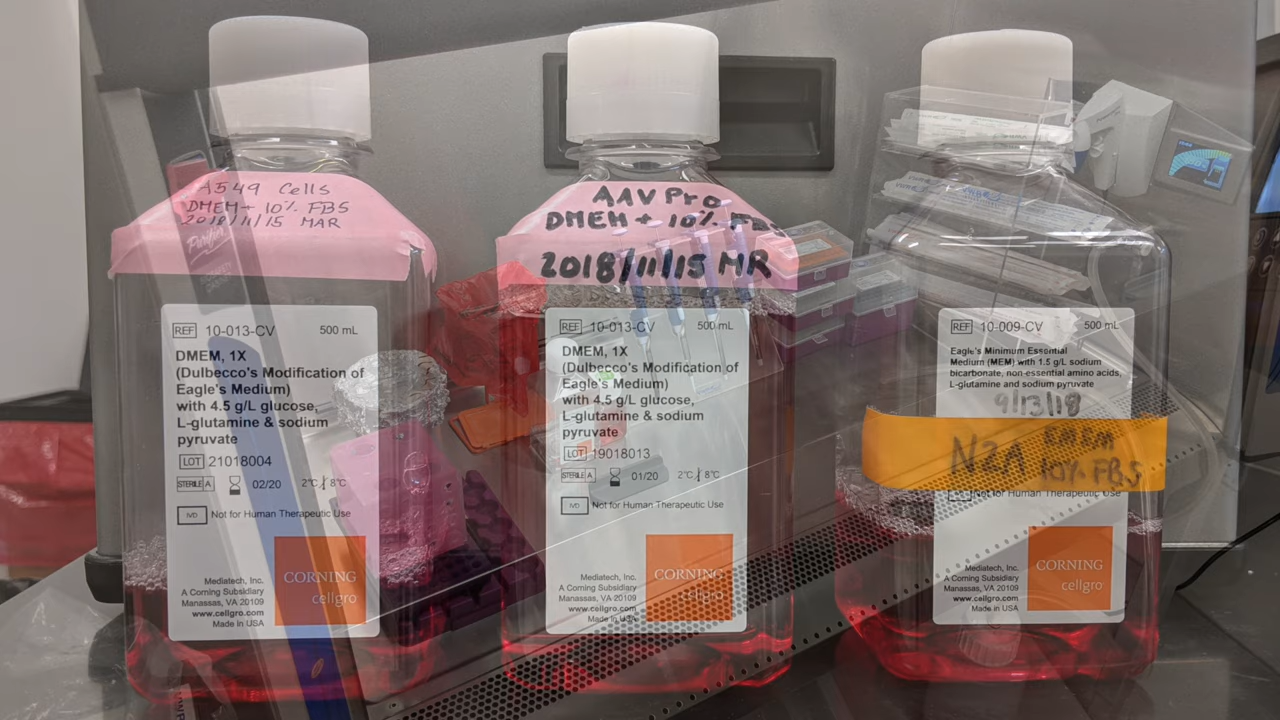 A549 Cells
DMEM + 10% FBS
2018/11/15 MAR
Purifier
REF 10-013-CV 500 mL
DMEM, 1X
(Dulbecco's Modification of
Eagle's Medium)
with 4.5 g/L glucose,
L-glutamine & sodium
pyruvate
LOT 21018004
STERILE A 02/20 2°C 8°C
IVD Not for Human Therapeutic Use
Mediatech, Inc.
A Corning Subsidiary
Manassas, VA 20109
www.cellgro.com
Made in USA
CORNING
cellgro
AAV Pro
DMEM + 10% FBS
2018/11/15 MR
REF 10-013-CV 500 mL
DMEM, 1X
(Dulbecco's Modification of
Eagle's Medium)
with 4.5 g/L glucose,
L-glutamine & sodium
pyruvate
LOT 19018013
STERILE A 01/20 2°C 8°C
IVD Not for Human Therapeutic Use
Mediatech, Inc.
A Corning Subsidiary
Manassas, VA 20109
www.cellgro.com
Made in USA
CORNING
cellgro
REF 10-009-CV 500 mL
Eagle's Minimum Essential
Medium (MEM) with 1.5 g/L sodium
bicarbonate, non-essential amino acids,
L-glutamine and sodium pyruvate
9/13/18
N2A EMEM
10% FBS
Not for Human Therapeutic Use
Mediatech, Inc.
A Corning Subsidiary
Manassas, VA 20109
www.cellgro.com
Made in USA
CORNING
cellgro